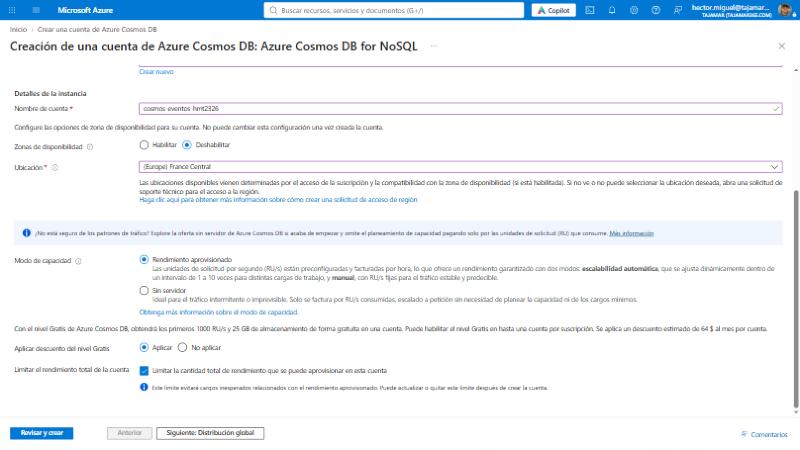 Microsoft Azure
Buscar recursos, servicios y documentos (G+/)
Copilot
hector.miguel@tajamar...
TAJAMAR (TAJAMAR365.COM)
Inicio > Crear una cuenta de Azure Cosmos DB
Creación de una cuenta de Azure Cosmos DB: Azure Cosmos DB for NoSQL ...
Crear nuevo
Detalles de la instancia
Nombre de cuenta *
cosmos-eventos-hmt2326
Configure las opciones de zona de disponibilidad para su cuenta. No puede cambiar esta configuración una vez creada la cuenta.
Zonas de disponibilidad
Habilitar
Deshabilitar
Ubicación *
(Europe) France Central
Las ubicaciones disponibles vienen determinadas por el acceso de la suscripción y la compatibilidad con la zona de disponibilidad (si está habilitada). Si no ve o no puede seleccionar la ubicación deseada, abra una solicitud de
soporte técnico para el acceso a la región.
Haga clic aquí para obtener más información sobre cómo crear una solicitud de acceso de región
¿No está seguro de los patrones de tráfico? Explore la oferta sin servidor de Azure Cosmos DB si acaba de empezar y omite el planeamiento de capacidad pagando solo por las unidades de solicitud (RU) que consume. Más información
Modo de capacidad
Rendimiento aprovisionado
Las unidades de solicitud por segundo (RU/s) están preconfiguradas y facturadas por hora, lo que ofrece un rendimiento garantizado con dos modos: escalabilidad automática, que se ajusta dinámicamente dentro de
un intervalo de 1 a 10 veces para distintas cargas de trabajo, y manual, con RU/s fijas para el tráfico estable y predecible.
Sin servidor
Ideal para el tráfico intermitente o imprevisible. Solo se factura por RU/s consumidas, escalado a petición sin necesidad de planear la capacidad ni de los cargos mínimos.
Obtenga más información sobre el modo de capacidad.
Con el nivel Gratis de Azure Cosmos DB, obtendrá los primeros 1000 RU/s y 25 GB de almacenamiento de forma gratuita en una cuenta. Puede habilitar el nivel Gratis en hasta una cuenta por suscripción. Se aplica un descuento estimado de 64 $ al mes por cuenta.
Aplicar descuento del nivel Gratis
Aplicar
No aplicar
Limitar el rendimiento total de la cuenta
Limitar la cantidad total de rendimiento que se puede aprovisionar en esta cuenta
Este límite evitará cargos inesperados relacionados con el rendimiento aprovisionado. Puede actualizar o quitar este límite después de crear la cuenta.
Revisar y crear
Anterior
Siguiente: Distribución global
Comentarios